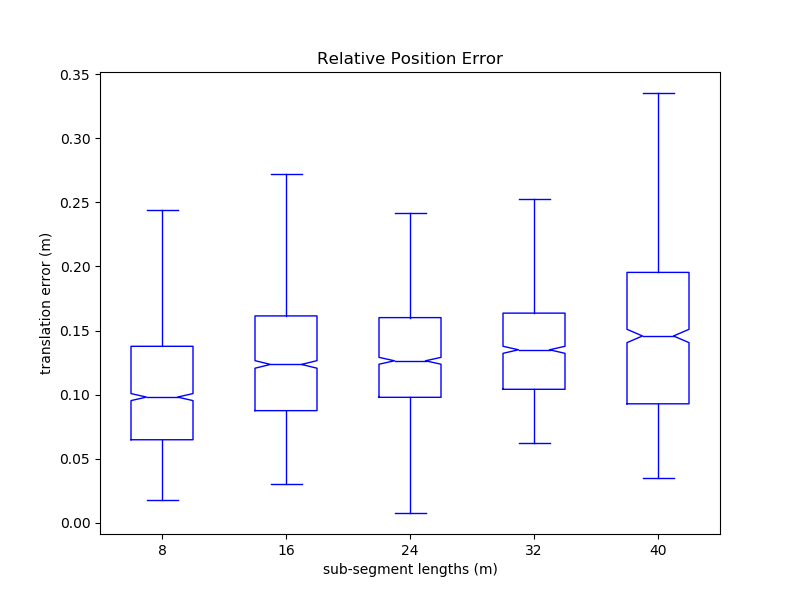 Relative Position Error
translation error (m)
0.35
0.30
0.25
0.20
0.15
0.10
0.05
0.00
8 16 24 32 40
sub-segment lengths (m)